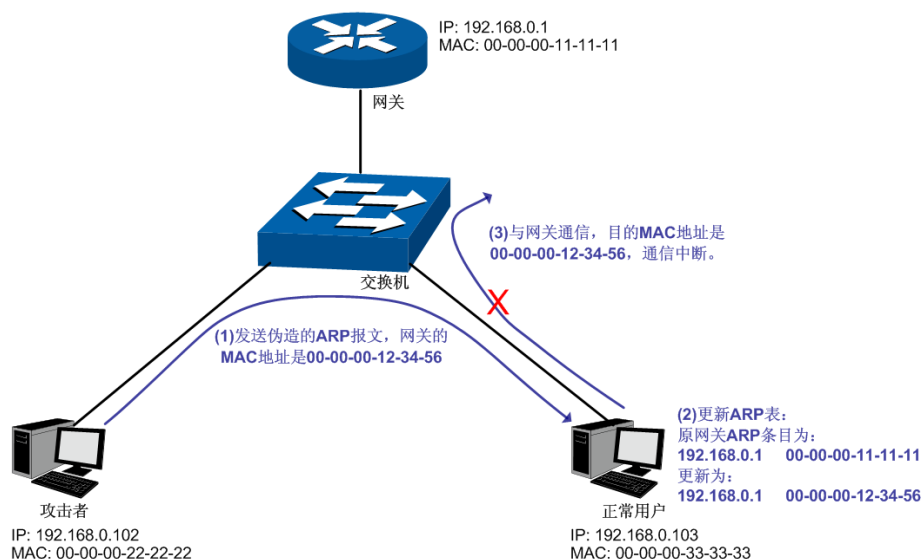 IP: 192.168.0.1
MAC: 00-00-00-11-11-11
网关
(3)与网关通信，目的MAC地址是
00-00-00-12-34-56，通信中断。
交换机
(1)发送伪造的ARP报文，网关的
MAC地址是00-00-00-12-34-56
(2)更新ARP表：
原网关ARP条目为：
192.168.0.1 00-00-00-11-11-11
更新为：
192.168.0.1 00-00-00-12-34-56
攻击者
IP: 192.168.0.102
MAC: 00-00-00-22-22-22
正常用户
IP: 192.168.0.103
MAC: 00-00-00-33-33-33